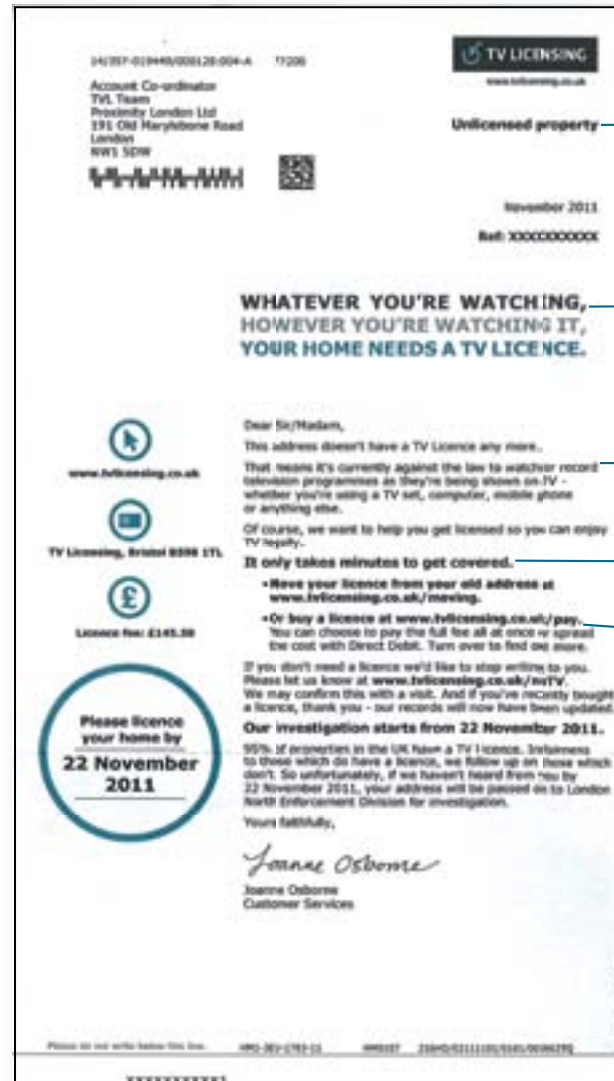 14/357-019440/000128:004-A
TV LICENSING
www.tvlicensing.co.uk
Account Co-ordinator
TVL Team
Proximity London Ltd
191 Old Marylebone Road
London
NW1 5DW
Unlicensed property
November 2011
Ref: XXXXXXXXXX
WHATEVER YOU'RE WATCHING,
HOWEVER YOU'RE WATCHING IT,
YOUR HOME NEEDS A TV LICENCE.
www.tvlicensing.co.uk
TV Licensing, Bristol BS98 1TL
£
Licence fee: £145.50
Please licence
your home by
22 November
2011
Dear Sir/Madam,
This address doesn't have a TV Licence any more.
That means it's currently against the law to watch or record
television programmes as they're being shown on TV -
whether you're using a TV set, computer, mobile phone
or anything else.
Of course, we want to help you get licensed so you can enjoy
TV legally.
It only takes minutes to get covered.
•Move your licence from your old address at
www.tvlicensing.co.uk/moving.
•Or buy a licence at www.tvlicensing.co.uk/pay.
You can choose to pay the full fee all at once or spread
the cost with Direct Debit. Turn over to find out more.
If you don't need a licence we'd like to stop writing to you.
Please let us know at www.tvlicensing.co.uk/noTV.
We may confirm this with a visit. And if you've recently bought
a licence, thank you - our records will now have been updated.
Our investigation starts from 22 November 2011.
95% of properties in the UK have a TV Licence. In fairness
to those which do have a licence, we follow up on those which
don't. So unfortunately, if we haven't heard from you by
22 November 2011, your address will be passed on to London
North Enforcement Division for investigation.
Yours faithfully,
Joanne Osborne
Joanne Osborne
Customer Services
Please do not write below this line.